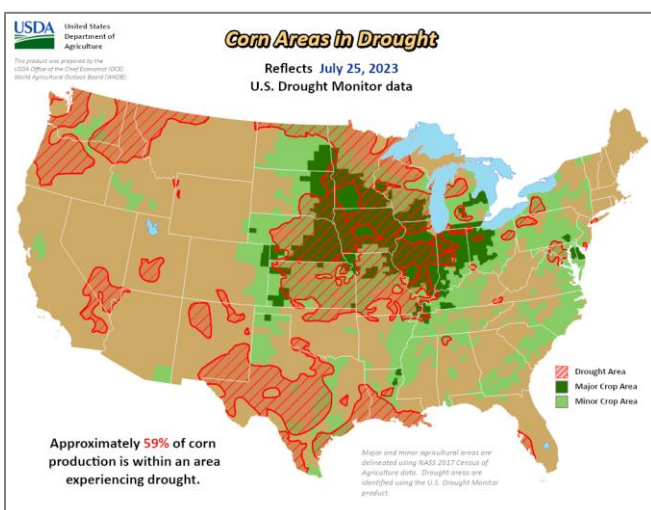 USDA
United States
Department of
Agriculture
This product was prepared by the
USDA Office of the Chief Economist (OCE)
World Agricultural Outlook Board (WAOB)
Corn Areas in Drought
Reflects July 25, 2023
U.S. Drought Monitor data
Drought Area
Major Crop Area
Minor Crop Area
Approximately 59% of corn
production is within an area
experiencing drought.
Major and minor agricultural areas are
delineated using NASS 2017 Census of
Agriculture data. Drought areas are
identified using the U.S. Drought Monitor
product.